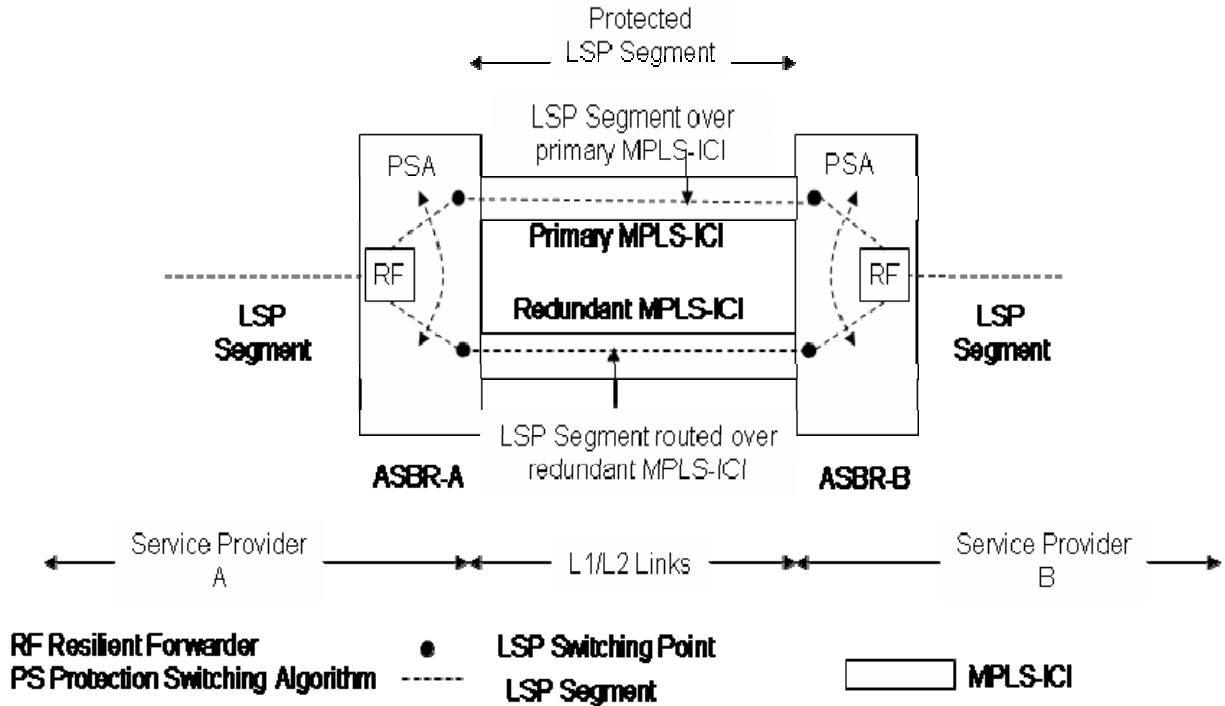 Protected
LSP Segment
LSP Segment over
primary MPLS-ICI
PSA
PSA
Primary MPLS-ICI
RF
RF
Redundant MPLS-ICI
LSP
Segment
LSP
Segment
LSP Segment routed over
redundant MPLS-ICI
ASBR-A
ASBR-B
Service Provider
A
L1/L2 Links
Service Provider
B
RF Resilient Forwarder
LSP Switching Point
PS Protection Switching Algorithm
LSP Segment
MPLS-ICI